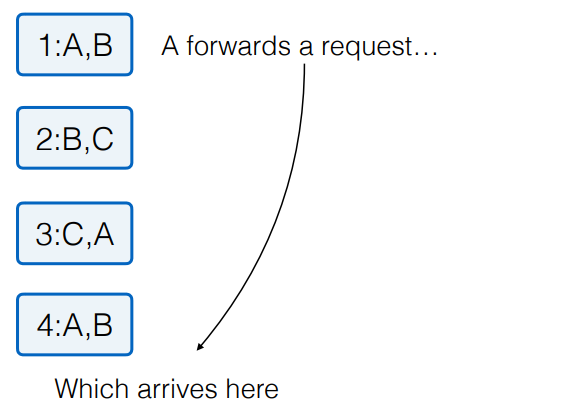 1:A,B
A forwards a request…
2:B,C
3:C,A
4:A,B
Which arrives here